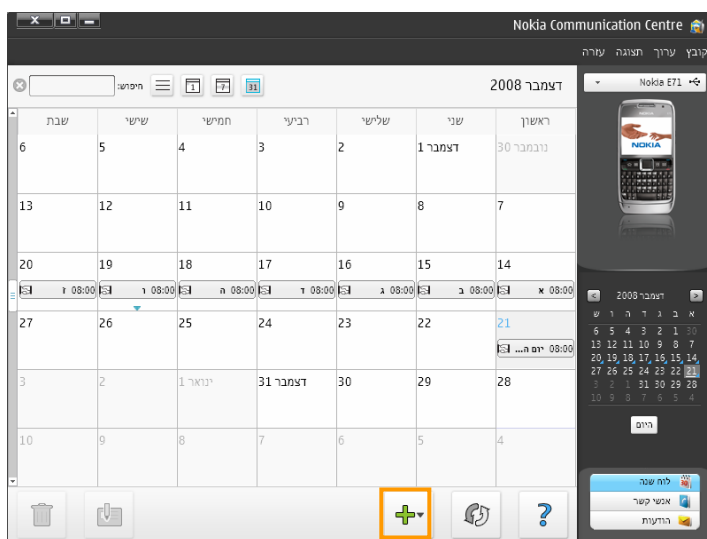 Nokia Communication Centre
קובץ ערוך תצוגה עזרה
דצמבר 2008
31
7
1
חיפוש:
Nokia E71
NOKIA
ראשון שני שלישי רביעי חמישי שישי שבת
נובמבר 30 דצמבר 1 2 3 4 5 6
7 8 9 10 11 12 13
14 15 16 17 18 19 20
08:00 א 08:00 ב 08:00 ג 08:00 ד 08:00 ה 08:00 ו 08:00 ז
21 22 23 24 25 26 27
08:00 יום ה...
28 29 30 דצמבר 31 ינואר 1 2 3
4 5 6 7 8 9 10
דצמבר 2008
א ב ג ד ה ו ש
30 1 2 3 4 5 6
7 8 9 10 11 12 13
14 15 16 17 18 19 20
21 22 23 24 25 26 27
28 29 30 31 1 2 3
4 5 6 7 8 9 10
היום
לוח שנה
אנשי קשר
הודעות